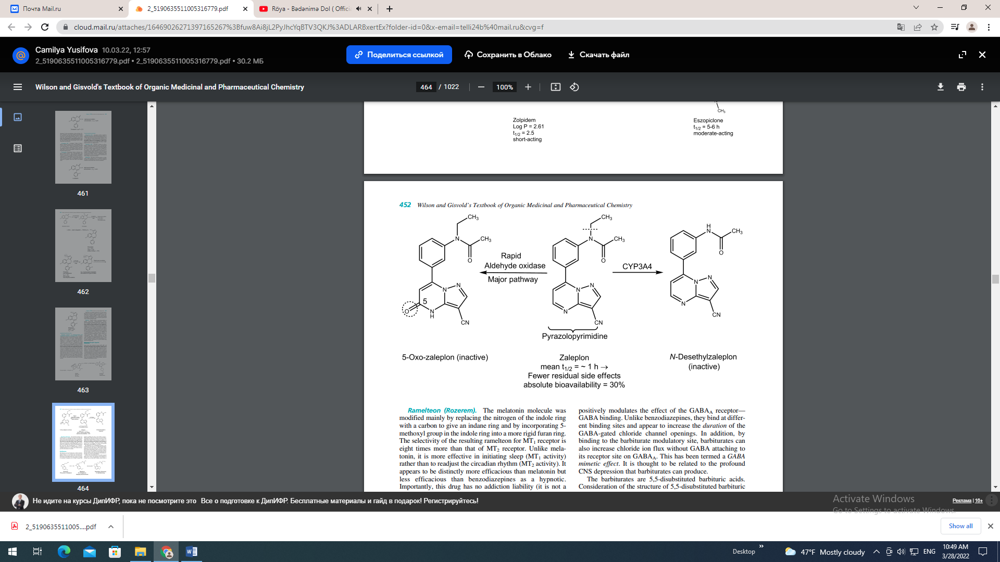 Почта Mail.ru
2_5190635511005316779.pdf
Röya - Bədənimə Dol ( Officia
cloud.mail.ru/attaches/16469026271397165267%3Bfuw8Ai8jL2PyJhcYqBTV3QKJ%3ADLARBxertEx?folder-id=0&x-email=telli24b%40mail.ru&cvg=f
Camilya Yusifova 10.03.22, 12:57
2_5190635511005316779.pdf • 2_5190635511005316779.pdf • 30.2 МБ
Поделиться ссылкой
Сохранить в Облако
Скачать файл
Wilson and Gisvold's Textbook of Organic Medicinal and Pharmaceutical Chemistry
464 / 1022
100%
461
462
463
464
CH3
Zolpidem
Log P = 2.61
t1/2 = 2.5
short-acting
Eszopiclone
t1/2 = 5-6 h
moderate-acting
452 Wilson and Gisvold's Textbook of Organic Medicinal and Pharmaceutical Chemistry
CH3
N
CH3
O
N
N
5
O
N
H
CN
Rapid
Aldehyde oxidase
Major pathway
CH3
N
CH3
O
N
N
N
CN
Pyrazolopyrimidine
CYP3A4
H
N
CH3
O
N
N
N
CN
5-Oxo-zaleplon (inactive)
Zaleplon
mean t1/2 = ~ 1 h →
Fewer residual side effects
absolute bioavailability = 30%
N-Desethylzaleplon
(inactive)
Ramelteon (Rozerem). The melatonin molecule was
modified mainly by replacing the nitrogen of the indole ring
with a carbon to give an indane ring and by incorporating 5-
methoxyl group in the indole ring into a more rigid furan ring.
The selectivity of the resulting ramelteon for MT1 receptor is
eight times more than that of MT2 receptor. Unlike mela-
tonin, it is more effective in initiating sleep (MT1 activity)
rather than to readjust the circadian rhythm (MT2 activity). It
appears to be distinctly more efficacious than melatonin but
less efficacious than benzodiazepines as a hypnotic.
Importantly, this drug has no addiction liability (it is not a
positively modulates the effect of the GABAA receptor—
GABA binding. Unlike benzodiazepines, they bind at differ-
ent binding sites and appear to increase the duration of the
GABA-gated chloride channel openings. In addition, by
binding to the barbiturate modulatory site, barbiturates can
also increase chloride ion flux without GABA attaching to
its receptor site on GABAA. This has been termed a GABA
mimetic effect. It is thought to be related to the profound
CNS depression that barbiturates can produce.
The barbiturates are 5,5-disubstituted barbituric acids.
Consideration of the structure of 5,5-disubstituted barbituric
Не идите на курсы ДипИФР, пока не посмотрите это Все о подготовке к ДипИФР. Бесплатные материалы и гайд в подарок! Регистрируйтесь!
Реклама | 16+
Activate Windows
Go to Settings to activate Windows.
2_5190635511005....pdf
Show all
Desktop
47°F Mostly cloudy
ENG
10:49 AM
3/28/2022